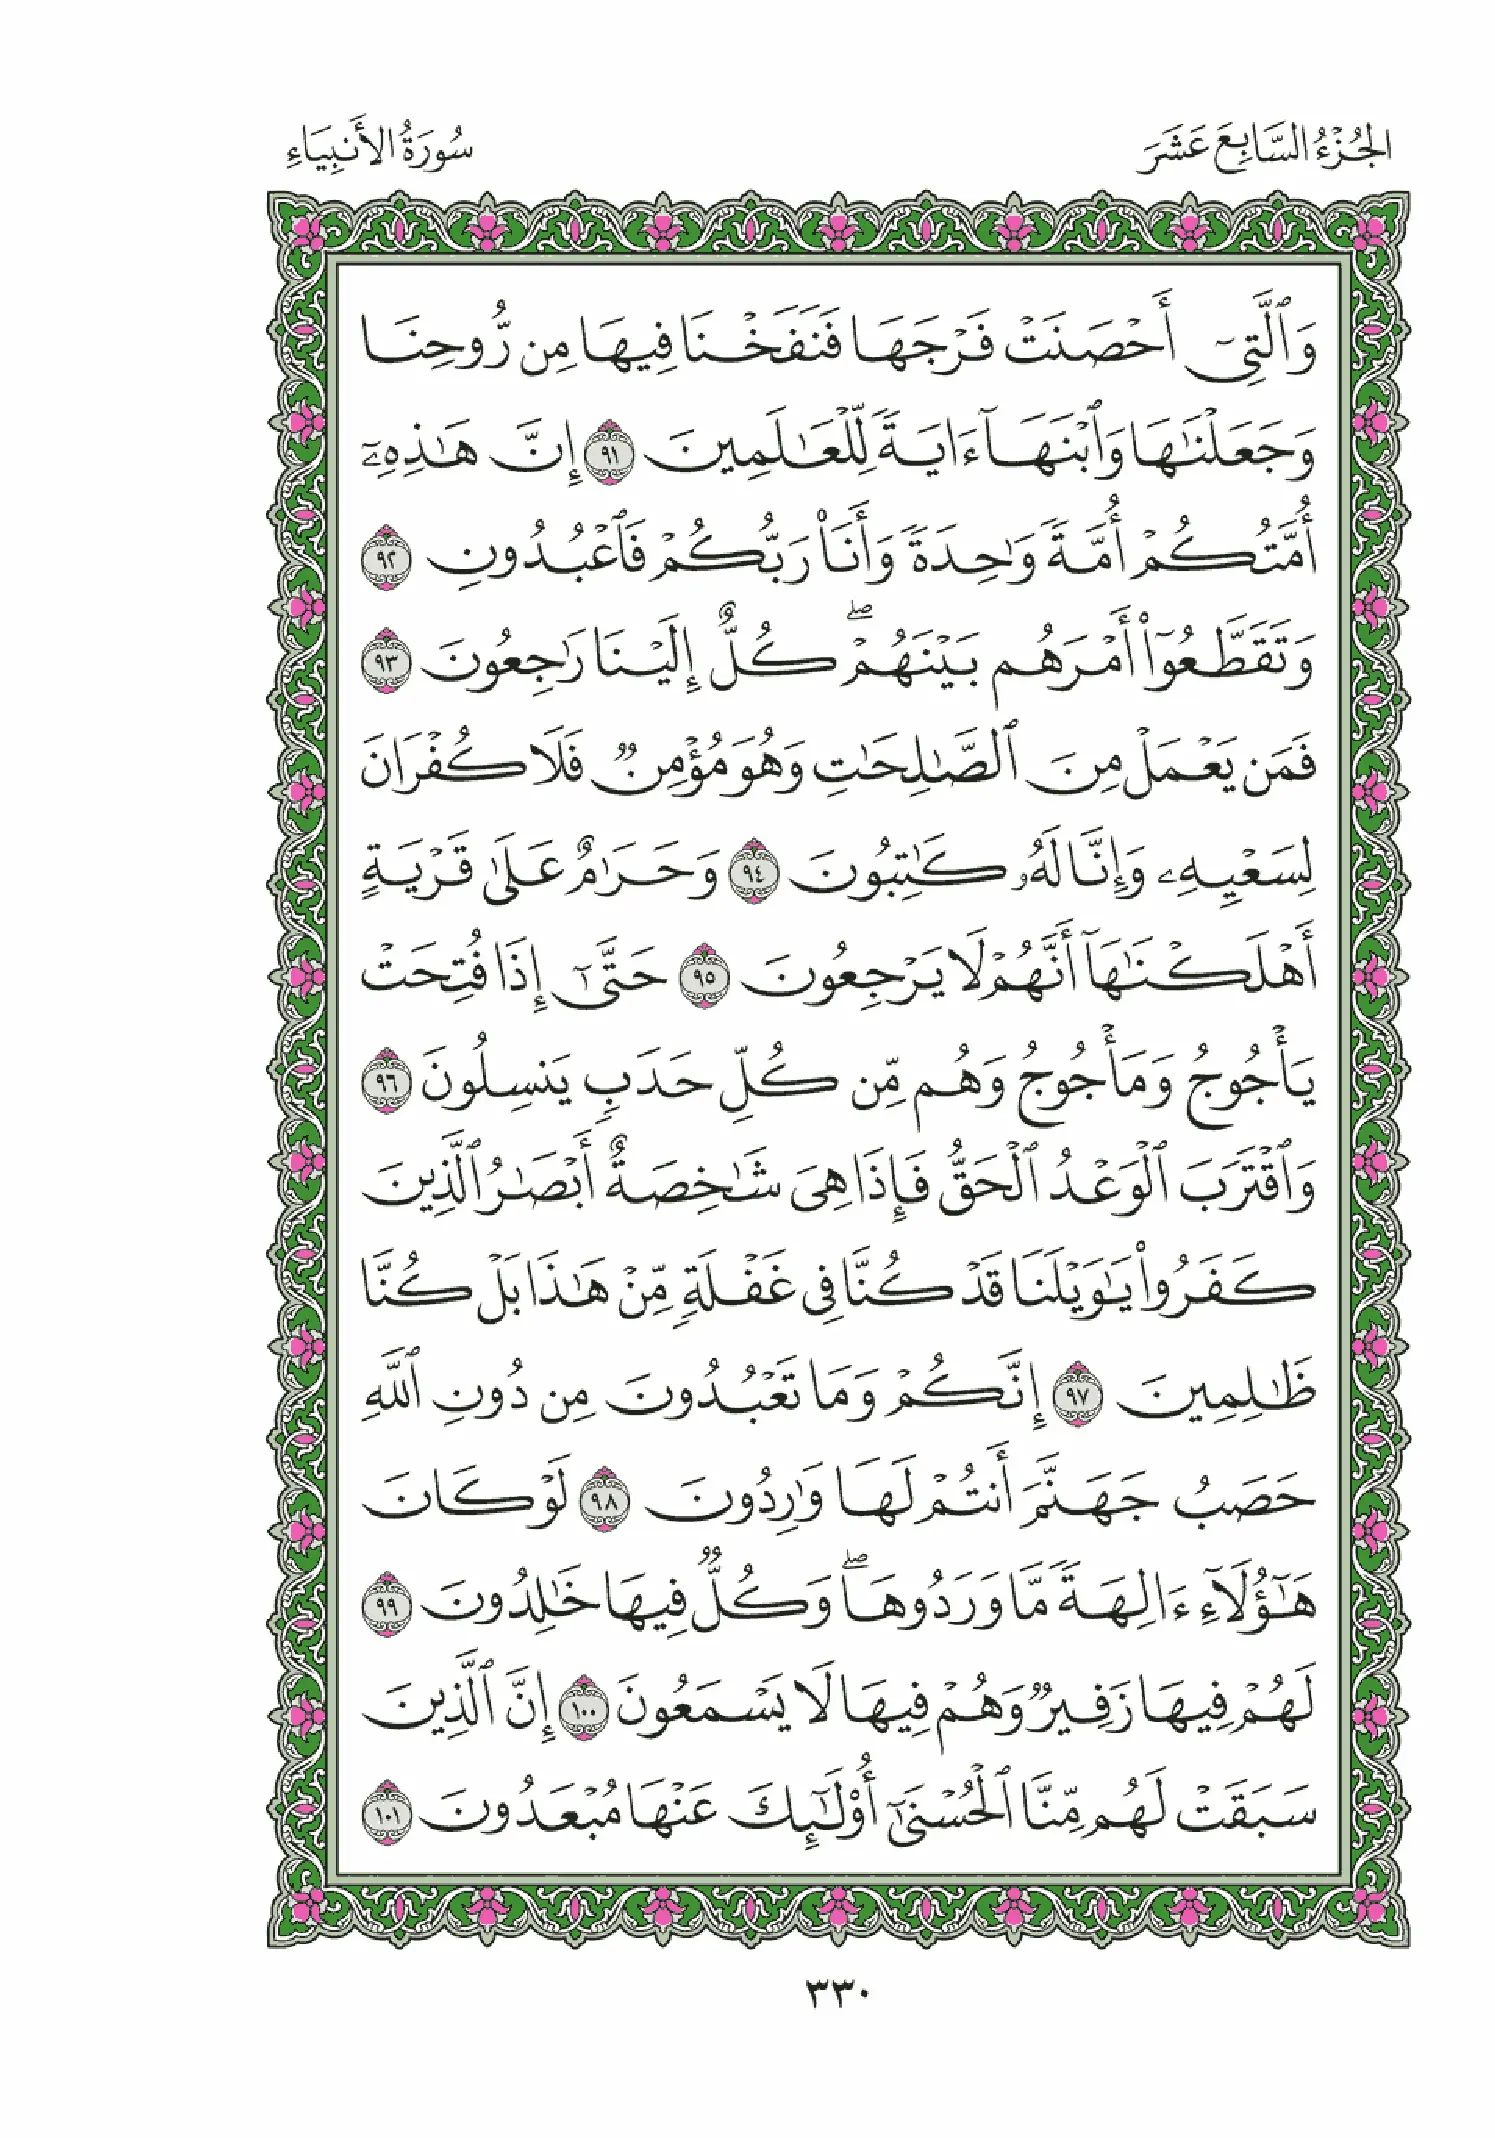 الجُزْءُ السَّابِعَ عَشَرَ
سُورَةُ الأَنبِيَاءِ
وَٱلَّتِىٓ أَحْصَنَتْ فَرْجَهَا فَنَفَخْنَا فِيهَا مِن رُّوحِنَا
وَجَعَلْنَٰهَا وَٱبْنَهَآ ءَايَةً لِّلْعَٰلَمِينَ ٩١ إِنَّ هَٰذِهِۦٓ
أُمَّتُكُمْ أُمَّةً وَٰحِدَةً وَأَنَا۠ رَبُّكُمْ فَٱعْبُدُونِ ٩٢
وَتَقَطَّعُوٓا۟ أَمْرَهُم بَيْنَهُمْ ۖ كُلٌّ إِلَيْنَا رَٰجِعُونَ ٩٣
فَمَن يَعْمَلْ مِنَ ٱلصَّٰلِحَٰتِ وَهُوَ مُؤْمِنٌ فَلَا كُفْرَانَ
لِسَعْيِهِۦ وَإِنَّا لَهُۥ كَٰتِبُونَ ٩٤ وَحَرَٰمٌ عَلَىٰ قَرْيَةٍ
أَهْلَكْنَٰهَآ أَنَّهُمْ لَا يَرْجِعُونَ ٩٥ حَتَّىٰٓ إِذَا فُتِحَتْ
يَأْجُوجُ وَمَأْجُوجُ وَهُم مِّن كُلِّ حَدَبٍ يَنسِلُونَ ٩٦
وَٱقْتَرَبَ ٱلْوَعْدُ ٱلْحَقُّ فَإِذَا هِىَ شَٰخِصَةٌ أَبْصَٰرُ ٱلَّذِينَ
كَفَرُوا۟ يَٰوَيْلَنَا قَدْ كُنَّا فِى غَفْلَةٍ مِّنْ هَٰذَا بَلْ كُنَّا
ظَٰلِمِينَ ٩٧ إِنَّكُمْ وَمَا تَعْبُدُونَ مِن دُونِ ٱللَّهِ
حَصَبُ جَهَنَّمَ أَنتُمْ لَهَا وَٰرِدُونَ ٩٨ لَوْ كَانَ
هَٰٓؤُلَآءِ ءَالِهَةً مَّا وَرَدُوهَا ۖ وَكُلٌّ فِيهَا خَٰلِدُونَ ٩٩
لَهُمْ فِيهَا زَفِيرٌ وَهُمْ فِيهَا لَا يَسْمَعُونَ ١٠٠ إِنَّ ٱلَّذِينَ
سَبَقَتْ لَهُم مِّنَّا ٱلْحُسْنَىٰٓ أُو۟لَٰٓئِكَ عَنْهَا مُبْعَدُونَ ١٠١
٣٣٠